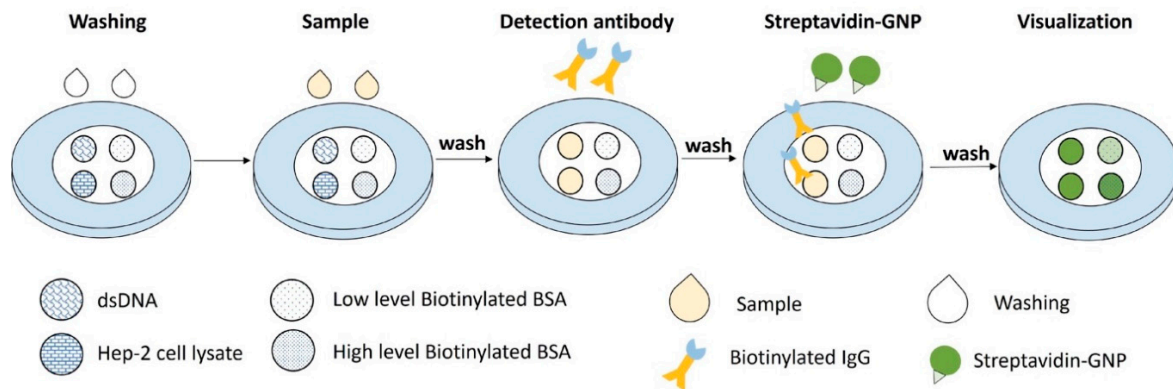 Washing
Sample
Detection antibody
Streptavidin-GNP
Visualization
wash
wash
wash
dsDNA
Low level Biotinylated BSA
Sample
Washing
Hep-2 cell lysate
High level Biotinylated BSA
Biotinylated IgG
Streptavidin-GNP